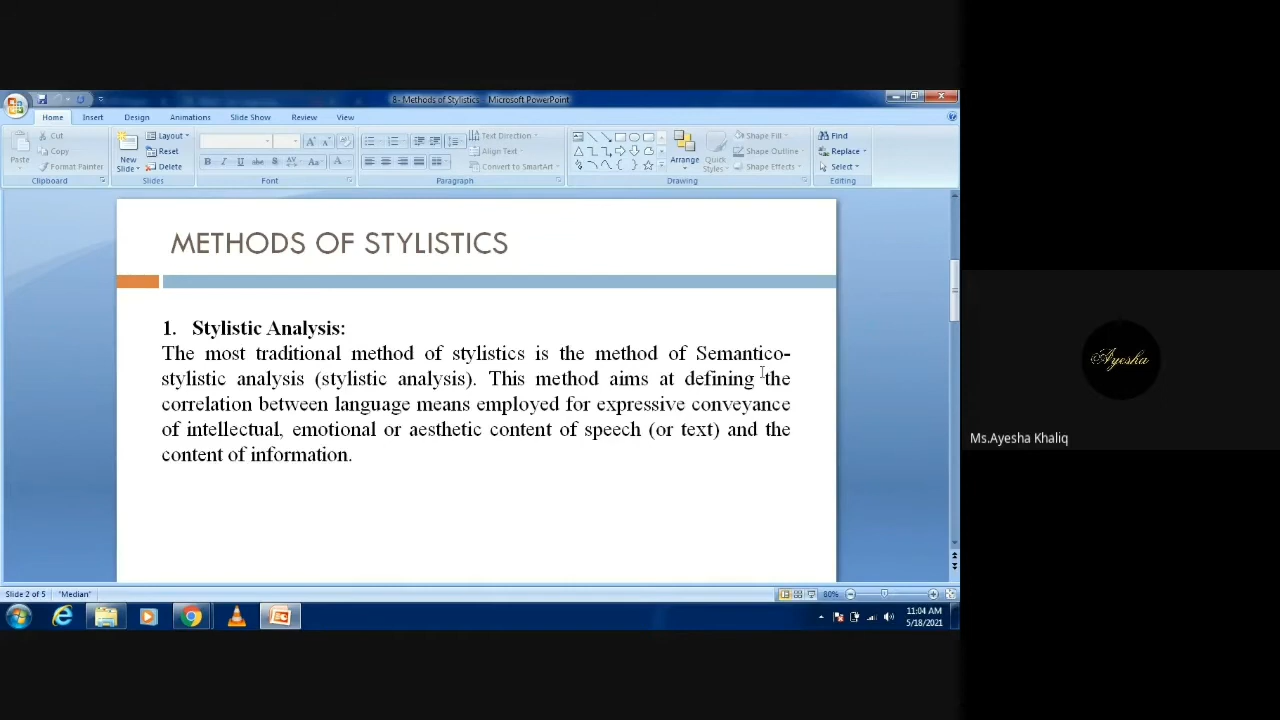 8- Methods of Stylistics - Microsoft PowerPoint
Home Insert Design Animations Slide Show Review View
Cut Layout Text Direction Shape Fill Find
Copy Reset Align Text Shape Outline Replace
Paste Format Painter New Slide Delete Convert to SmartArt Arrange Quick Styles Shape Effects Select
Clipboard Slides Font Paragraph Drawing Editing
METHODS OF STYLISTICS
1. Stylistic Analysis:
The most traditional method of stylistics is the method of Semantico-
stylistic analysis (stylistic analysis). This method aims at defining the
correlation between language means employed for expressive conveyance
of intellectual, emotional or aesthetic content of speech (or text) and the
content of information.
Ayesha
Ms.Ayesha Khaliq
Slide 2 of 5 "Median" 80%
11:04 AM
5/18/2021